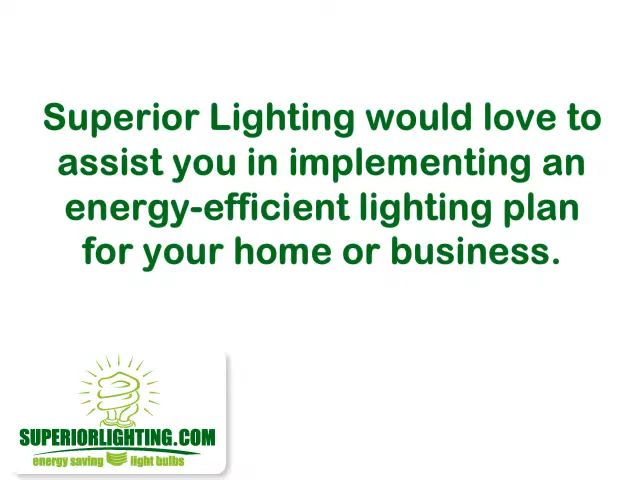 Superior Lighting would love to
assist you in implementing an
energy-efficient lighting plan
for your home or business.
SUPERIORLIGHTING.COM
energy saving light bulbs